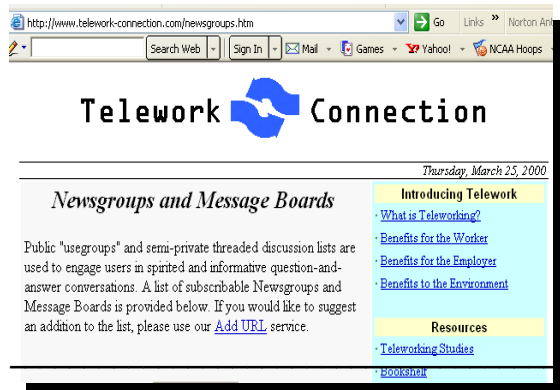 http://www.telework-connection.com/newsgroups.htm Go Links » Norton Ant
Search Web Sign In Mail Games Yahoo! NCAA Hoops
Telework Connection
Thursday, March 25, 2000
Newsgroups and Message Boards
Public "usegroups" and semi-private threaded discussion lists are
used to engage users in spirited and informative question-and-
answer conversations. A list of subscribable Newsgroups and
Message Boards is provided below. If you would like to suggest
an addition to the list, please use our Add URL service.
Introducing Telework
· What is Teleworking?
· Benefits for the Worker
· Benefits for the Employer
· Benefits to the Environment
Resources
· Teleworking Studies
· Bookshelf